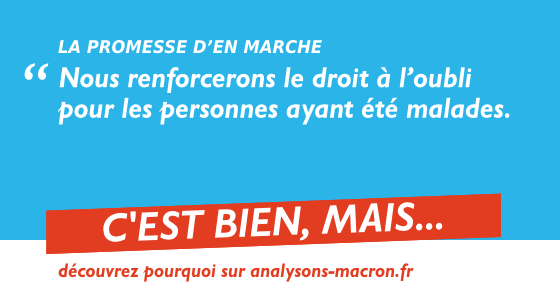 LA PROMESSE D’EN MARCHE
“ Nous renforcerons le droit à l’oubli
pour les personnes ayant été malades.
C'EST BIEN, MAIS...
découvrez pourquoi sur analysons-macron.fr